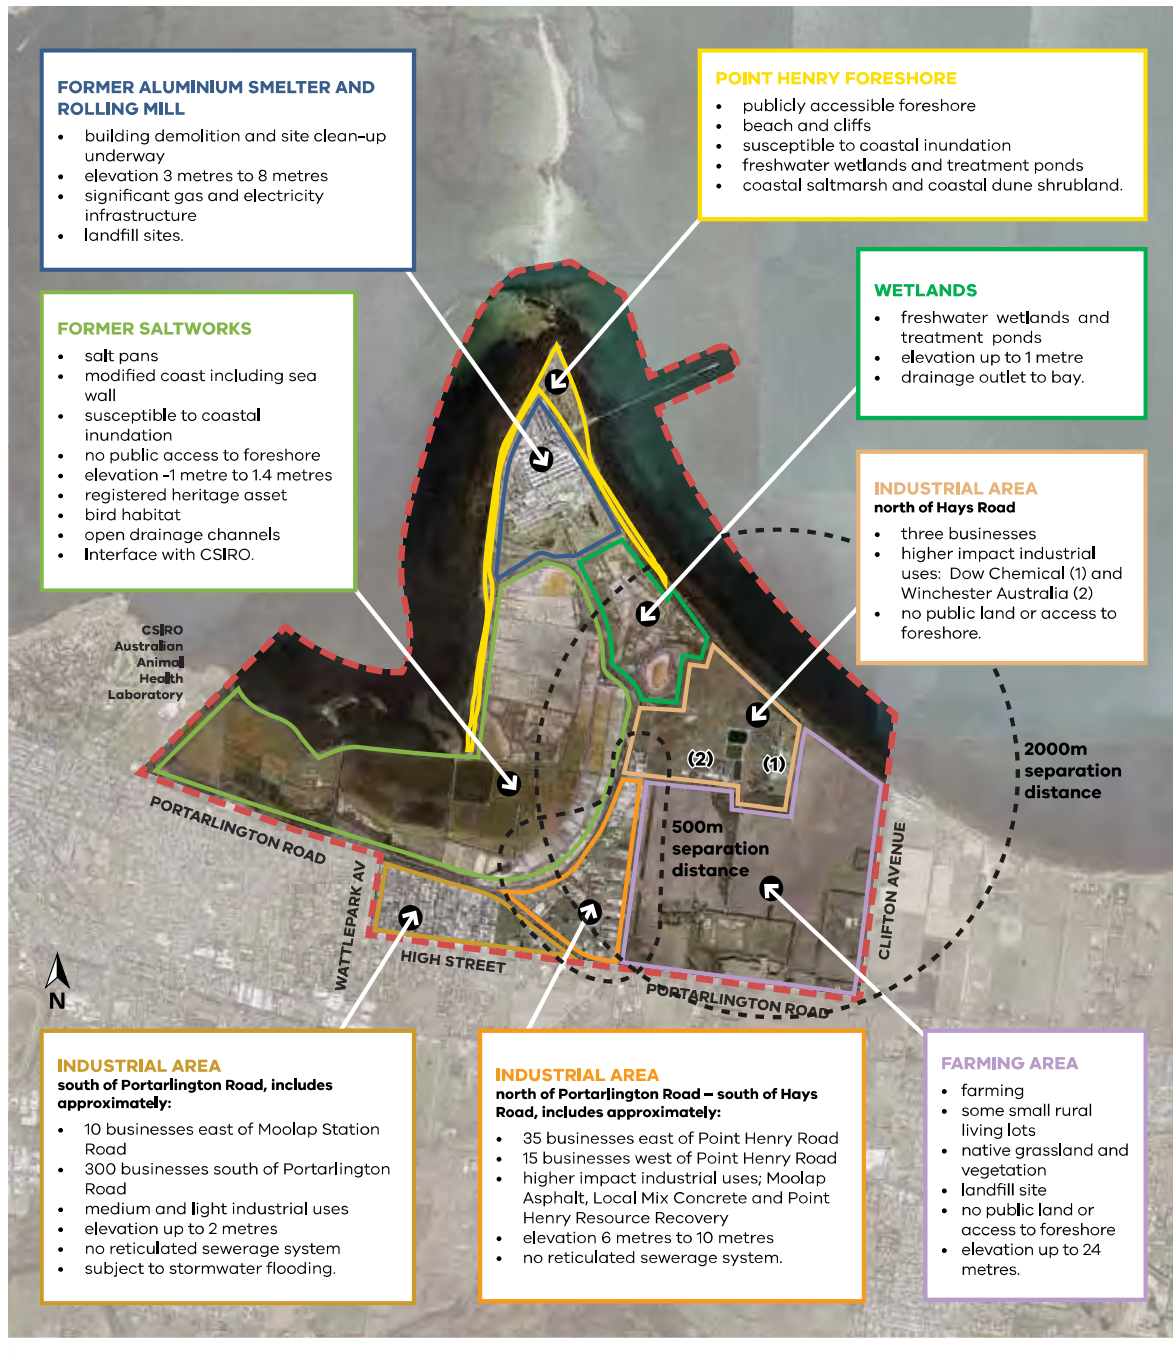 FORMER ALUMINIUM SMELTER AND
ROLLING MILL
• building demolition and site clean-up
underway
• elevation 3 metres to 8 metres
• significant gas and electricity
infrastructure
• landfill sites.
POINT HENRY FORESHORE
• publicly accessible foreshore
• beach and cliffs
• susceptible to coastal inundation
• freshwater wetlands and treatment ponds
• coastal saltmarsh and coastal dune shrubland.
WETLANDS
• freshwater wetlands and
treatment ponds
• elevation up to 1 metre
• drainage outlet to bay.
FORMER SALTWORKS
• salt pans
• modified coast including sea
wall
• susceptible to coastal
inundation
• no public access to foreshore
• elevation -1 metre to 1.4 metres
• registered heritage asset
• bird habitat
• open drainage channels
• Interface with CSIRO.
INDUSTRIAL AREA
north of Hays Road
• three businesses
• higher impact industrial
uses: Dow Chemical (1) and
Winchester Australia (2)
• no public land or access to
foreshore.
CSIRO
Australian
Animal
Health
Laboratory
(2)
(1)
2000m
separation
distance
500m
separation
distance
PORTARLINGTON ROAD
WATTLEPARK AV
HIGH STREET
PORTARLINGTON ROAD
CLIFTON AVENUE
N
INDUSTRIAL AREA
south of Portarlington Road, includes
approximately:
• 10 businesses east of Moolap Station
Road
• 300 businesses south of Portarlington
Road
• medium and light industrial uses
• elevation up to 2 metres
• no reticulated sewerage system
• subject to stormwater flooding.
INDUSTRIAL AREA
north of Portarlington Road – south of Hays
Road, includes approximately:
• 35 businesses east of Point Henry Road
• 15 businesses west of Point Henry Road
• higher impact industrial uses; Moolap
Asphalt, Local Mix Concrete and Point
Henry Resource Recovery
• elevation 6 metres to 10 metres
• no reticulated sewerage system.
FARMING AREA
• farming
• some small rural
living lots
• native grassland and
vegetation
• landfill site
• no public land or
access to foreshore
• elevation up to 24
metres.